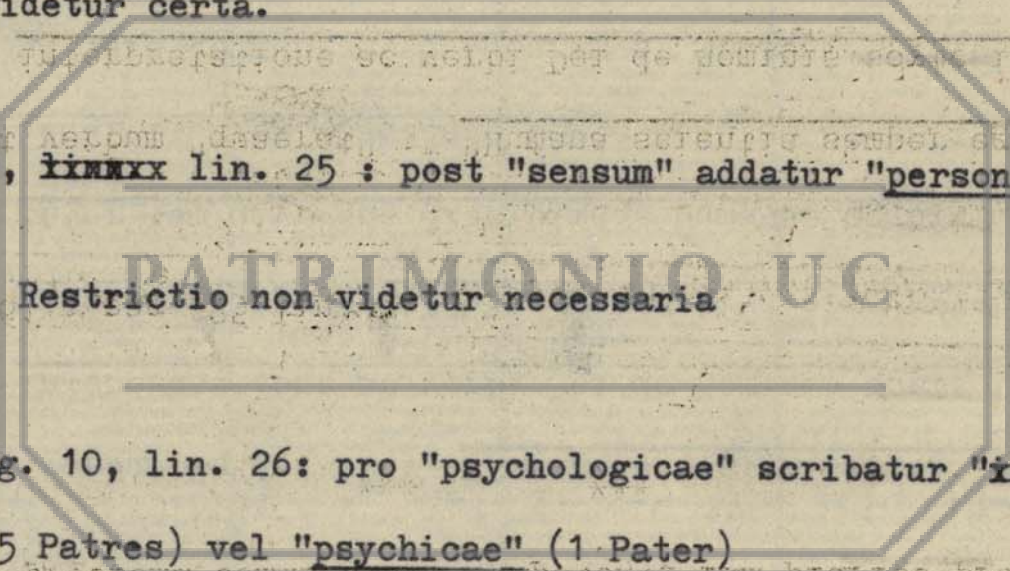 videtur certa.
, lin. 25 : post "sensum" addatur "person
PATRIMONIO UC
Restrictio non videtur necessaria
g. 10, lin. 26: pro "psychologicae" scribatur "
5 Patres) vel "psychicae" (1 Pater)